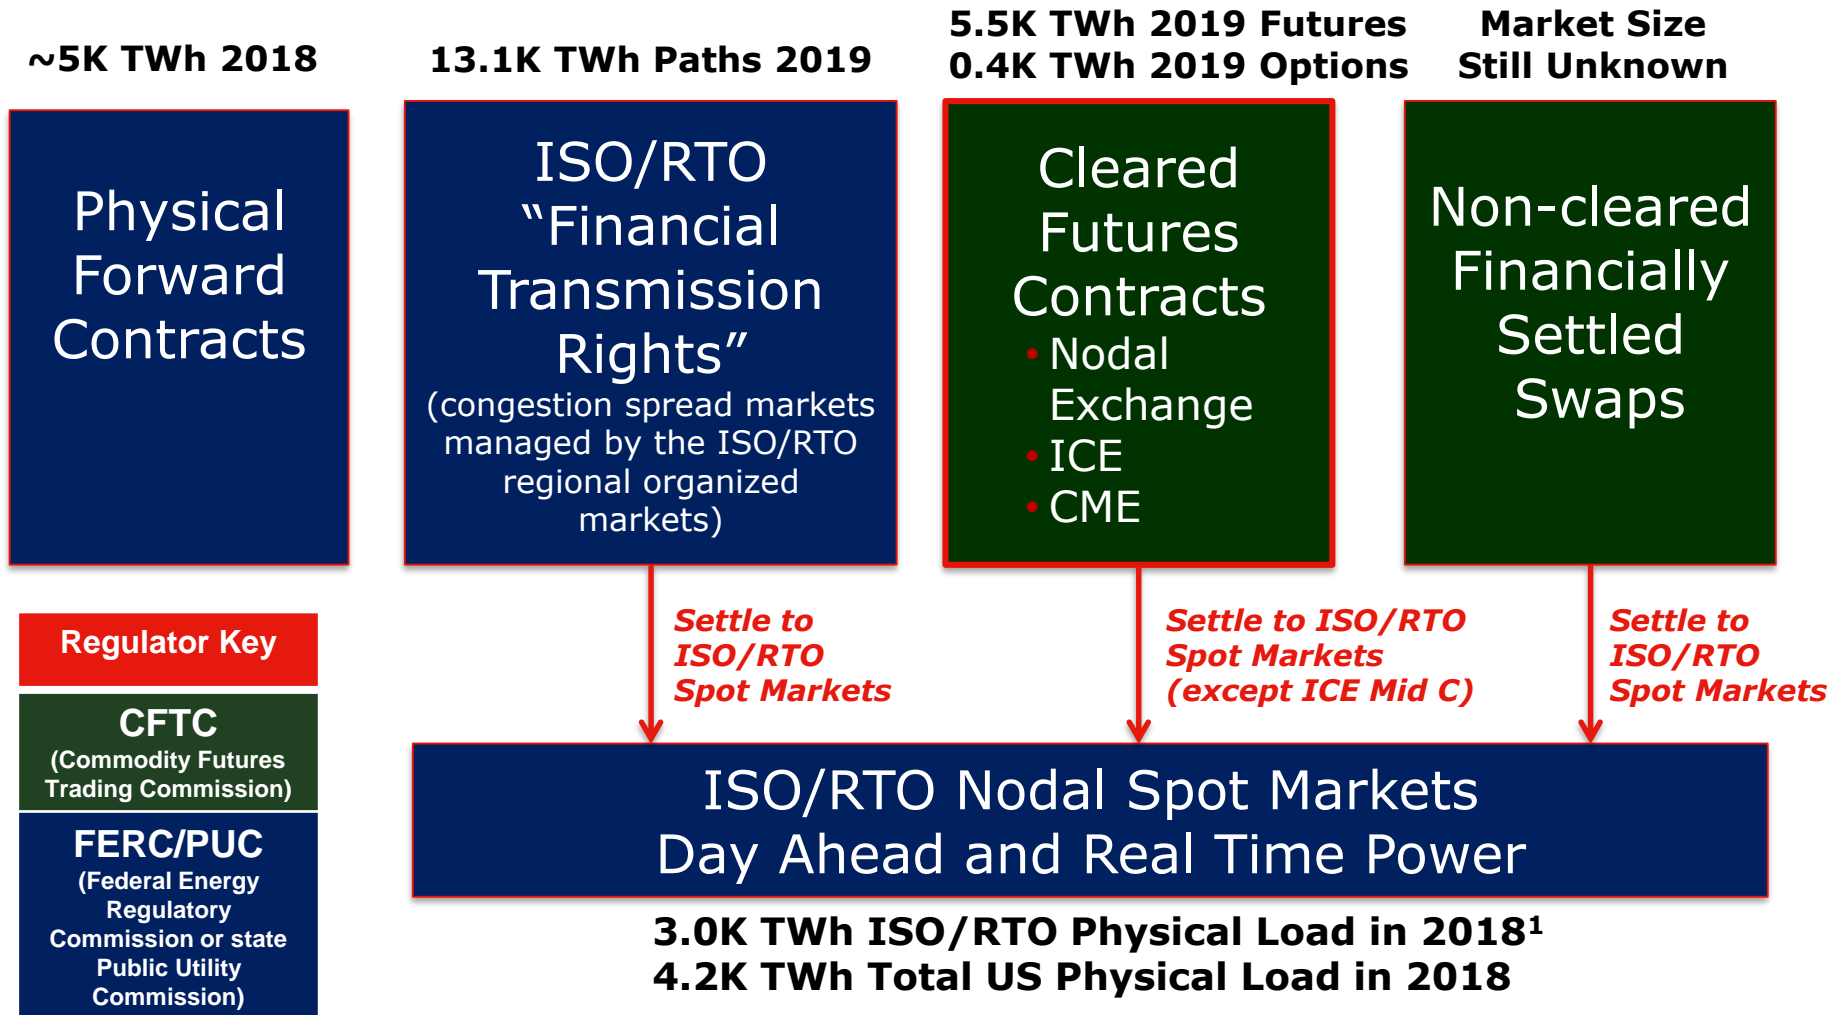 ~5K TWh 2018
13.1K TWh Paths 2019
5.5K TWh 2019 Futures
0.4K TWh 2019 Options
Market Size
Still Unknown
Physical
Forward
Contracts
ISO/RTO
“Financial
Transmission
Rights”
(congestion spread markets
managed by the ISO/RTO
regional organized
markets)
Cleared
Futures
Contracts
• Nodal
Exchange
• ICE
• CME
Non-cleared
Financially
Settled
Swaps
Settle to
ISO/RTO
Spot Markets
Settle to ISO/RTO
Spot Markets
(except ICE Mid C)
Settle to
ISO/RTO
Spot Markets
Regulator Key
CFTC
(Commodity Futures
Trading Commission)
FERC/PUC
(Federal Energy
Regulatory
Commission or state
Public Utility
Commission)
ISO/RTO Nodal Spot Markets
Day Ahead and Real Time Power
3.0K TWh ISO/RTO Physical Load in 2018¹
4.2K TWh Total US Physical Load in 2018